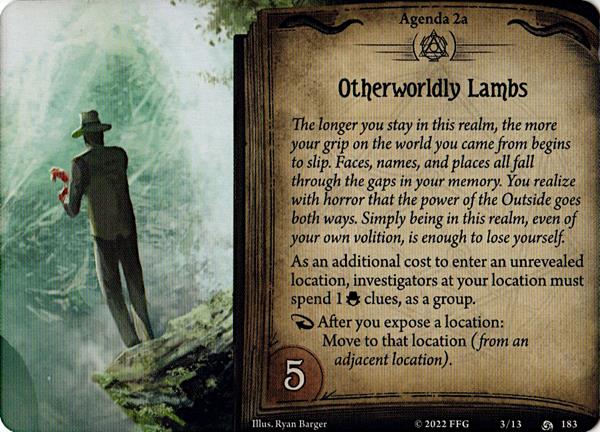 Agenda 2a
Otherworldly Lambs
The longer you stay in this realm, the more
your grip on the world you came from begins
to slip. Faces, names, and places all fall
through the gaps in your memory. You realize
with horror that the power of the Outside goes
both ways. Simply being in this realm, even of
your own volition, is enough to lose yourself.
As an additional cost to enter an unrevealed
location, investigators at your location must
spend 1 clues, as a group.
After you expose a location:
Move to that location (from an
adjacent location).
5
Illus. Ryan Barger © 2022 FFG 3/13 183